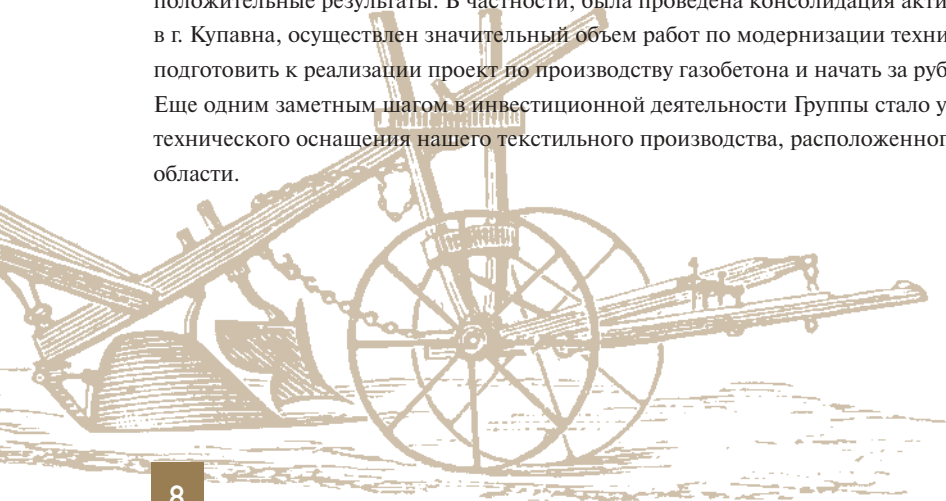 положительные результаты. В частности, была проведена консолидация акти
в г. Купавна, осуществлен значительный объем работ по модернизации техни
подготовить к реализации проект по производству газобетона и начать за руб
Еще одним заметным шагом в инвестиционной деятельности Группы стало у
технического оснащения нашего текстильного производства, расположенног
области.
8